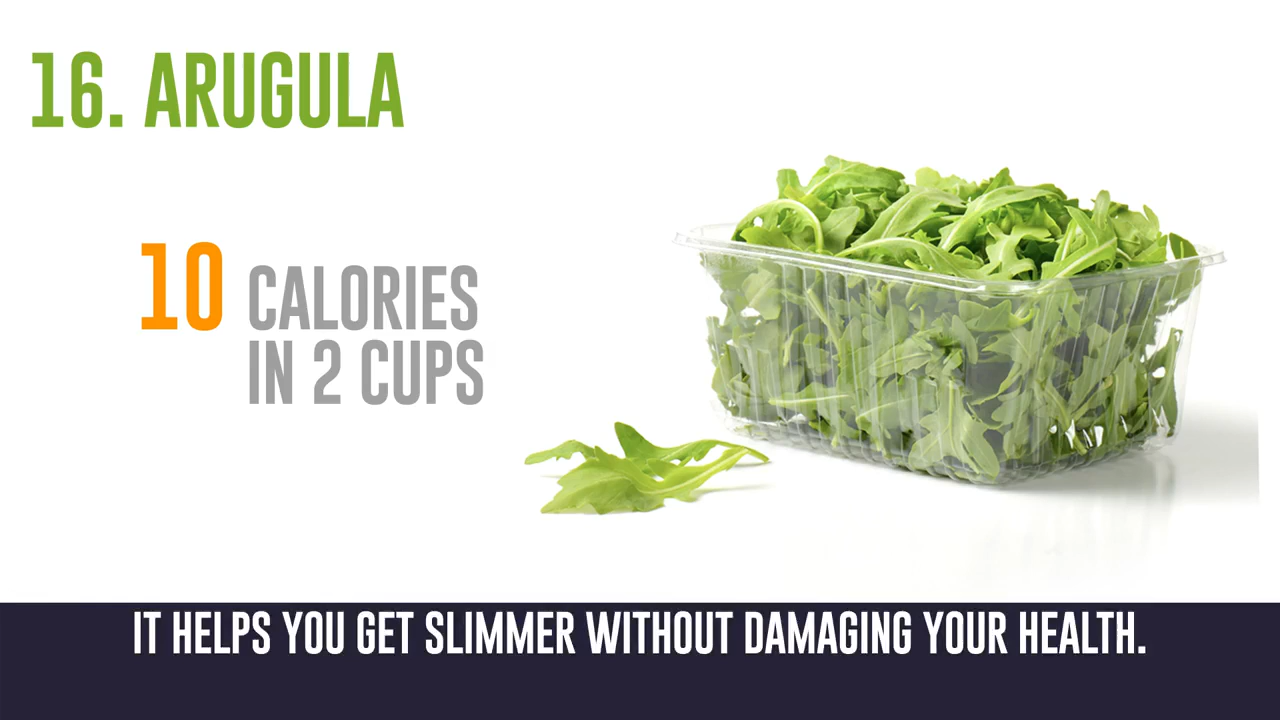 16. ARUGULA
10 CALORIES
IN 2 CUPS
IT HELPS YOU GET SLIMMER WITHOUT DAMAGING YOUR HEALTH.